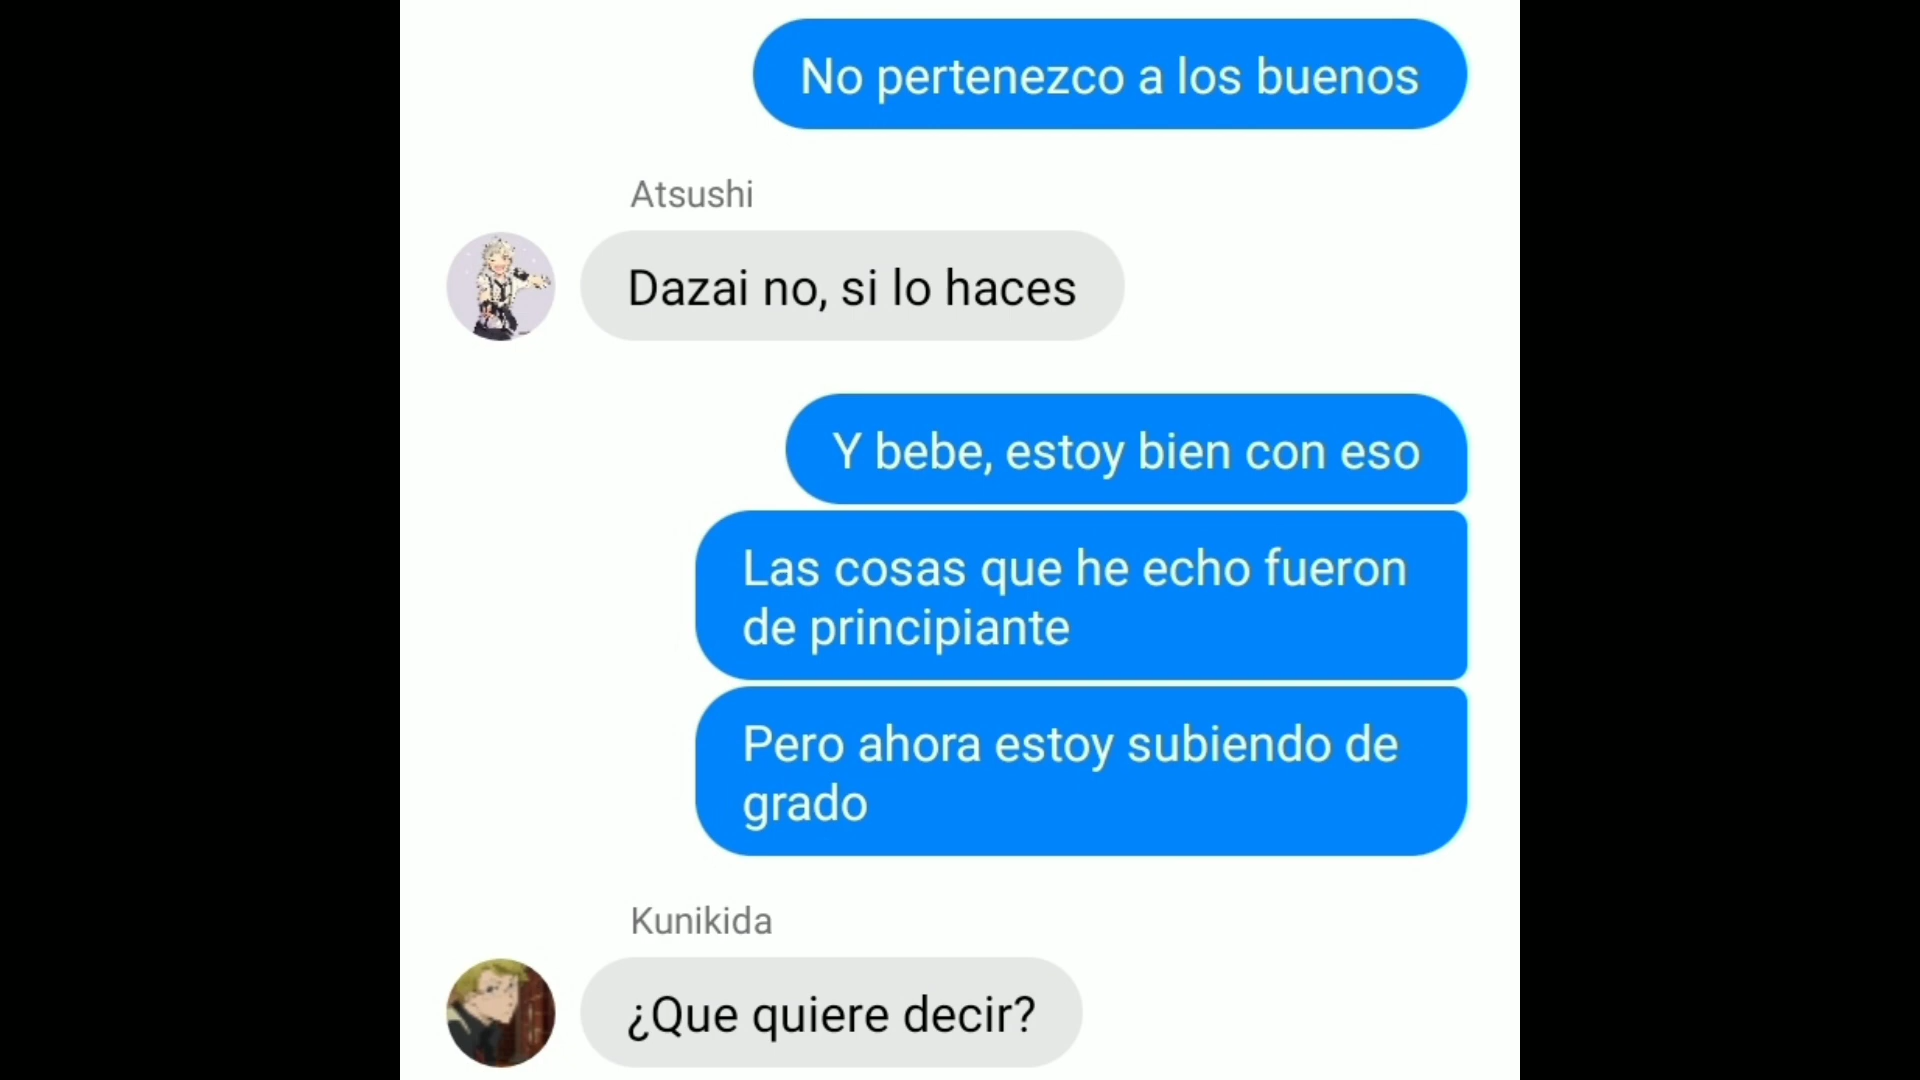 No pertenezco a los buenos
Atsushi
Dazai no, si lo haces
Y bebe, estoy bien con eso
Las cosas que he echo fueron
de principiante
Pero ahora estoy subiendo de
grado
Kunikida
¿Que quiere decir?